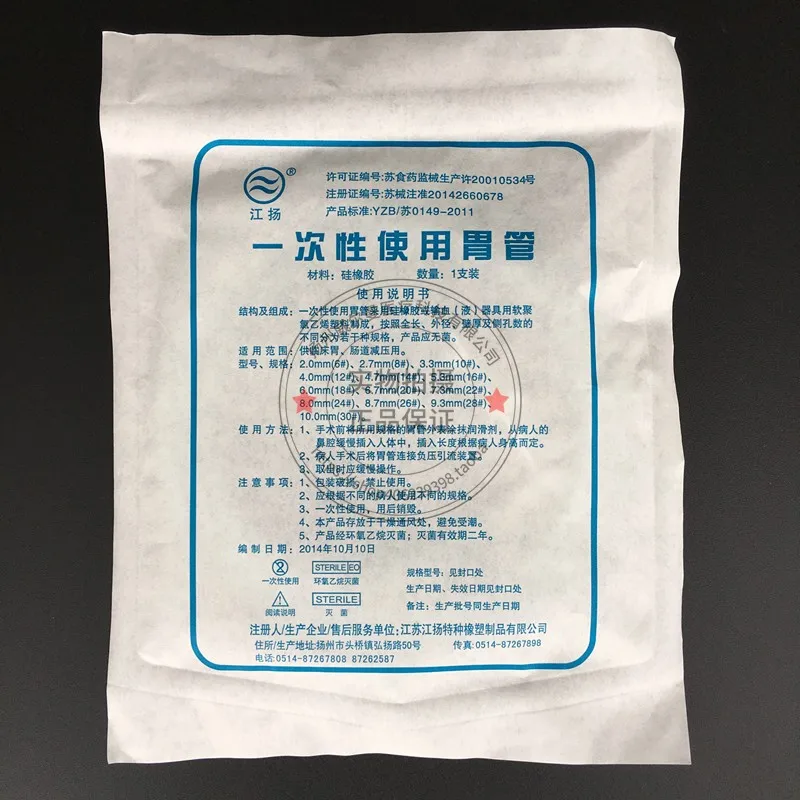 江扬®
许可证编号:苏食药监械生产许20010534号
注册证编号:苏械注准20142660678
产品标准:YZB/苏0149-2011
一次性使用胃管
材料：硅橡胶 数量：1支装
使用说明书
结构及组成：一次性使用胃管采用硅橡胶或输血（液）器具用软聚
氯乙烯塑料制成，按照全长、外径、壁厚及侧孔数的
不同分为若干种规格，产品应无菌。
适用范围：供临床胃、肠道减压用。
型号、规格：2.0mm(6#)、2.7mm(8#)、3.3mm(10#)、
4.0mm(12#)、4.7mm(14#)、5.3mm(16#)、
6.0mm(18#)、6.7mm(20#)、7.3mm(22#)、
8.0mm(24#)、8.7mm(26#)、9.3mm(28#)、
10.0mm(30#)
使用方法：1、手术前将所用规格的胃管外表涂抹润滑剂，从病人的
鼻腔缓慢插入人体中，插入长度根据病人身高而定。
2、病人手术后将胃管连接负压引流装置。
3、取出时应缓慢操作。
注意事项：1、包装破损，禁止使用。
2、应根据不同的病人使用不同的规格。
3、一次性使用，用后销毁。
4、本产品存放于干燥通风处，避免受潮。
5、产品经环氧乙烷灭菌；灭菌有效期二年。
编制日期：2014年10月10日
一次性使用 STERILE EO 环氧乙烷灭菌 规格型号：见封口处
生产日期、失效日期见封口处
阅读说明 STERILE 灭菌 备注：生产批号同生产日期
注册人/生产企业/售后服务单位：江苏江扬特种橡塑制品有限公司
住所/生产地址:扬州市头桥镇弘扬路50号 传真:0514-87267898
电话:0514-87267808 87262587
实物拍摄
正品保证